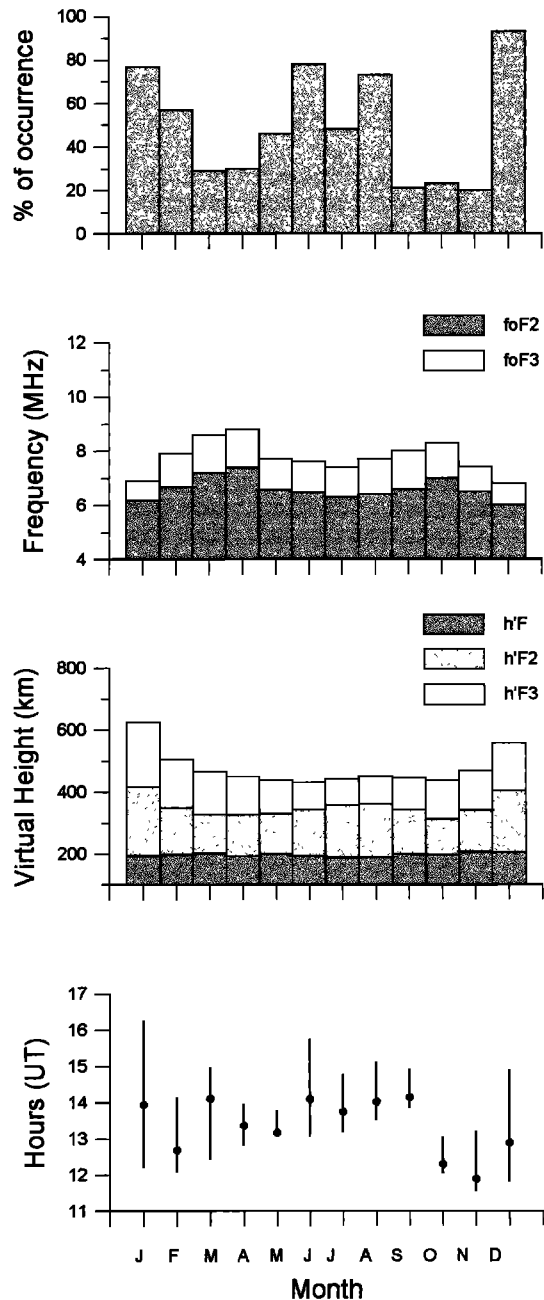 100
80
60
40
20
0
% of occurrence
foF2
foF3
12
10
8
6
4
Frequency (MHz)
h'F
h'F2
h'F3
800
600
400
200
Virtual Height (km)
17
16
15
14
13
12
11
Hours (UT)
J F M A M J J A S O N D
Month